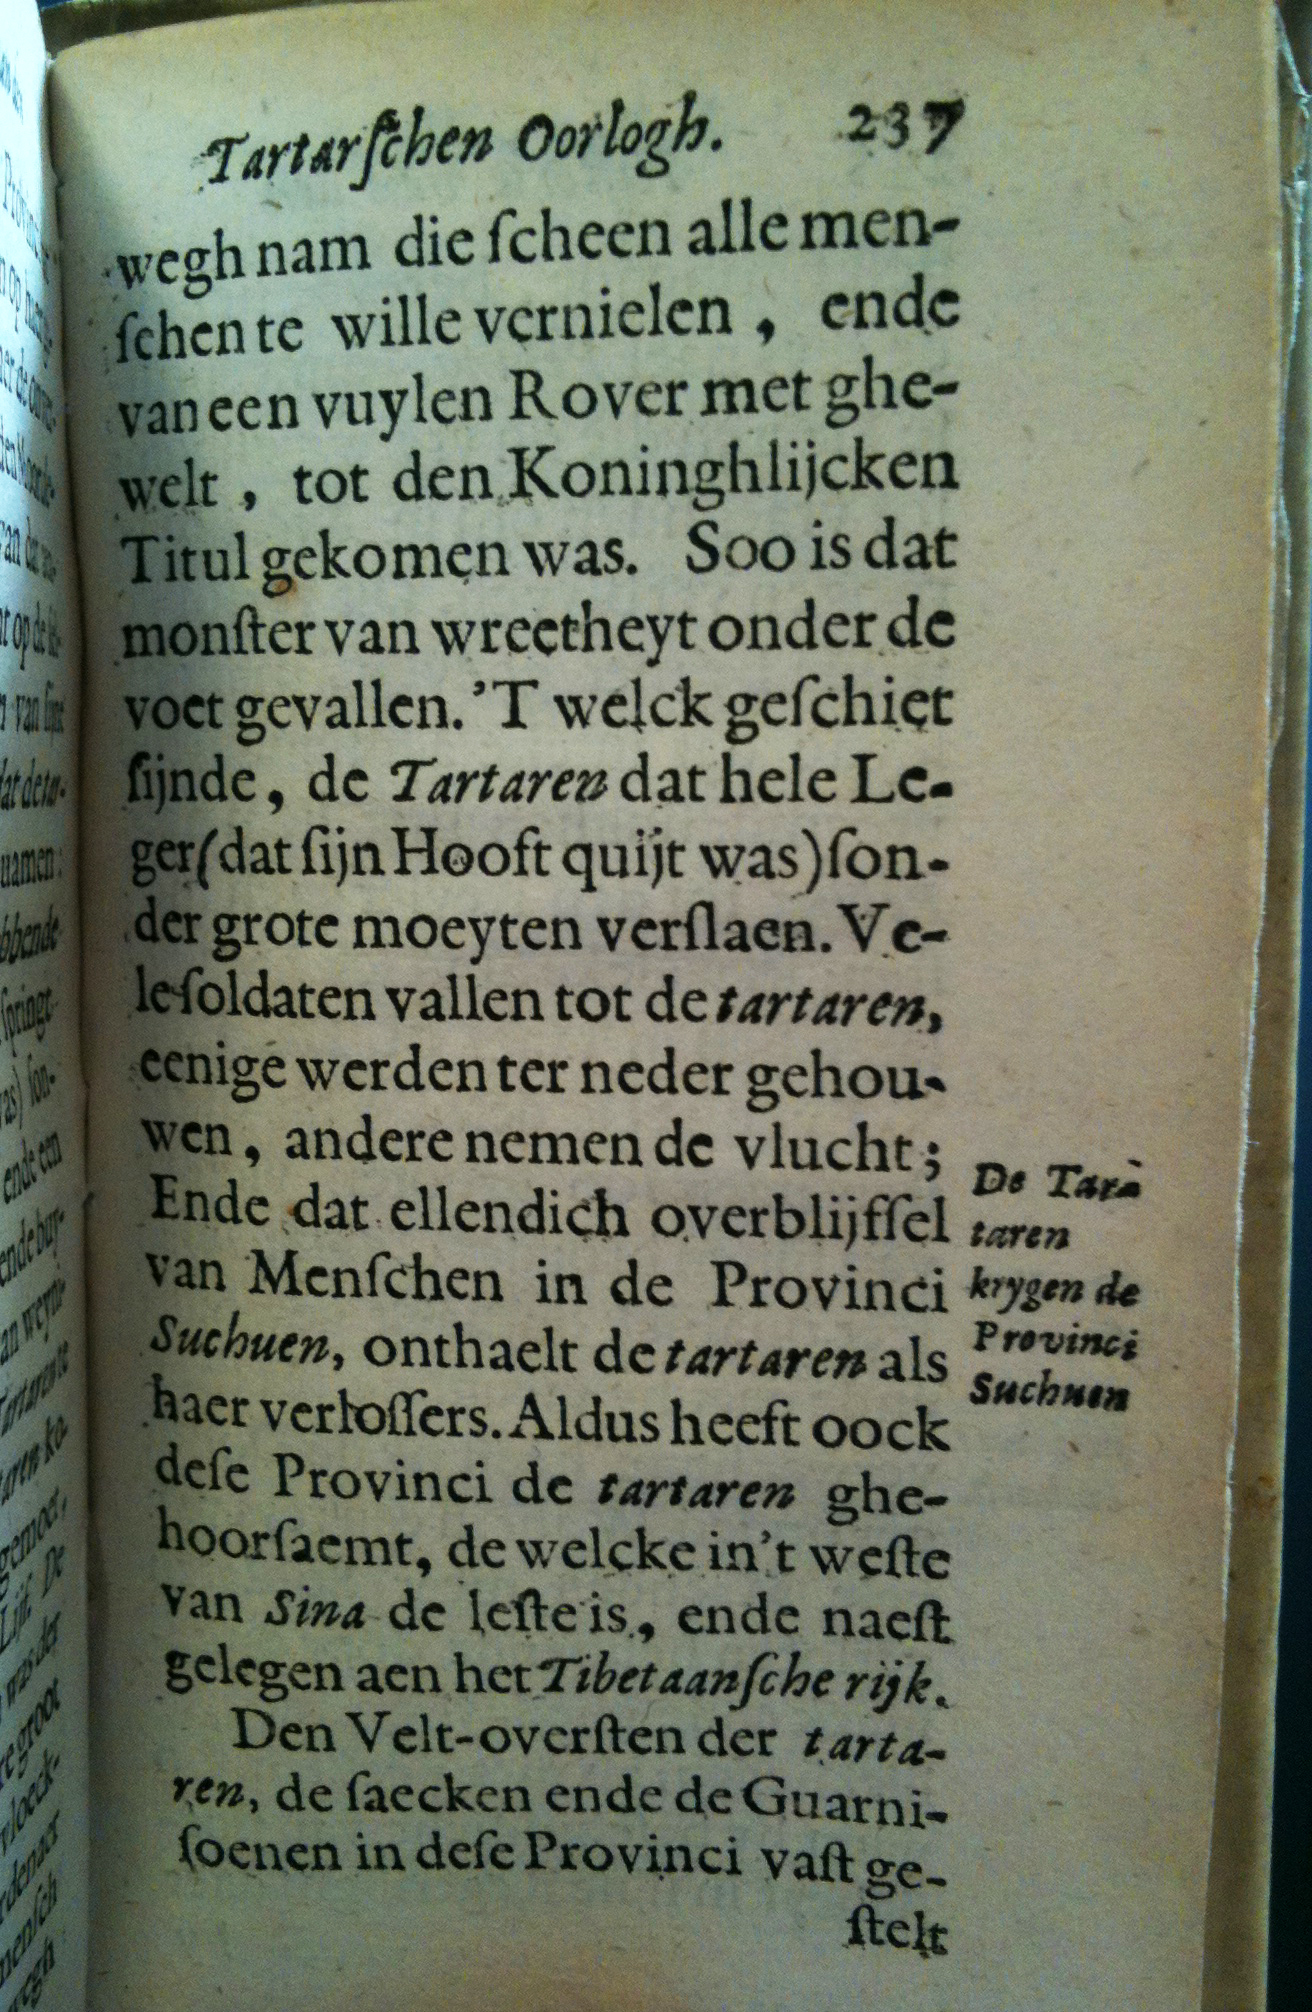 Tartarſchen Oorlogh. 237
wegh nam die ſcheen alle men-
ſchen te wille vernielen , ende
van een vuylen Rover met ghe-
welt , tot den Koninghlijcken
Titul gekomen was. Soo is dat
monſter van wreetheyt onder de
voet gevallen. 'T welck geſchiet
ſijnde, de Tartaren dat hele Le-
ger (dat ſijn Hooft quijt was) ſon-
der grote moeyten verſlaen. Ve-
le ſoldaten vallen tot de tartaren,
eenige werden ter neder gehou-
wen, andere nemen de vlucht;
Ende dat ellendich overblijfſel
van Menſchen in de Provinci
Suchuen, onthaelt de tartaren als
haer verloſſers. Aldus heeft oock
deſe Provinci de tartaren ghe-
hoorſaemt, de welcke in't weſte
van Sina de leſte is, ende naeſt
gelegen aen het Tibetaanſche rijk.
Den Velt-overſten der tarta-
ren, de ſaecken ende de Guarni-
ſoenen in deſe Provinci vaſt ge-
ſtelt
De Tar-
taren
krygen de
Provinci
Suchuen